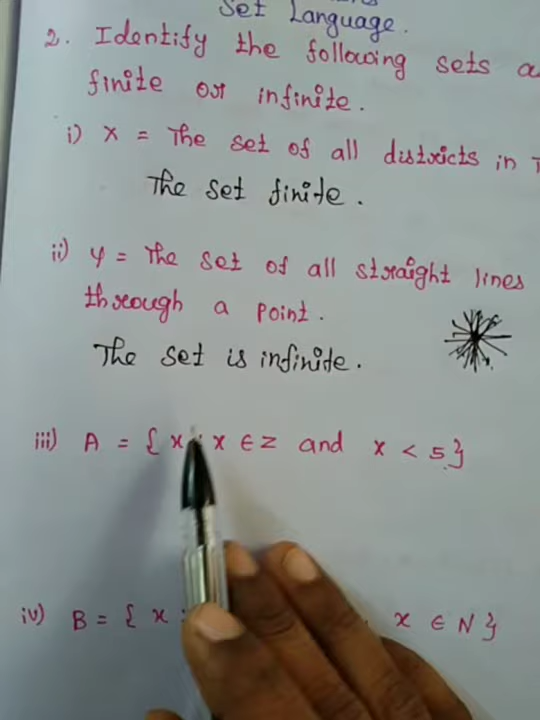 Set Language.
2. Identify the following sets
finite or infinite.
i) X = The set of all districts in
The set finite.
ii) Y = The set of all straight lines
through a point.
The set is infinite.
iii) A = { x : x ∈ Z and x < 5}
iv) B = { x : x ∈ N}